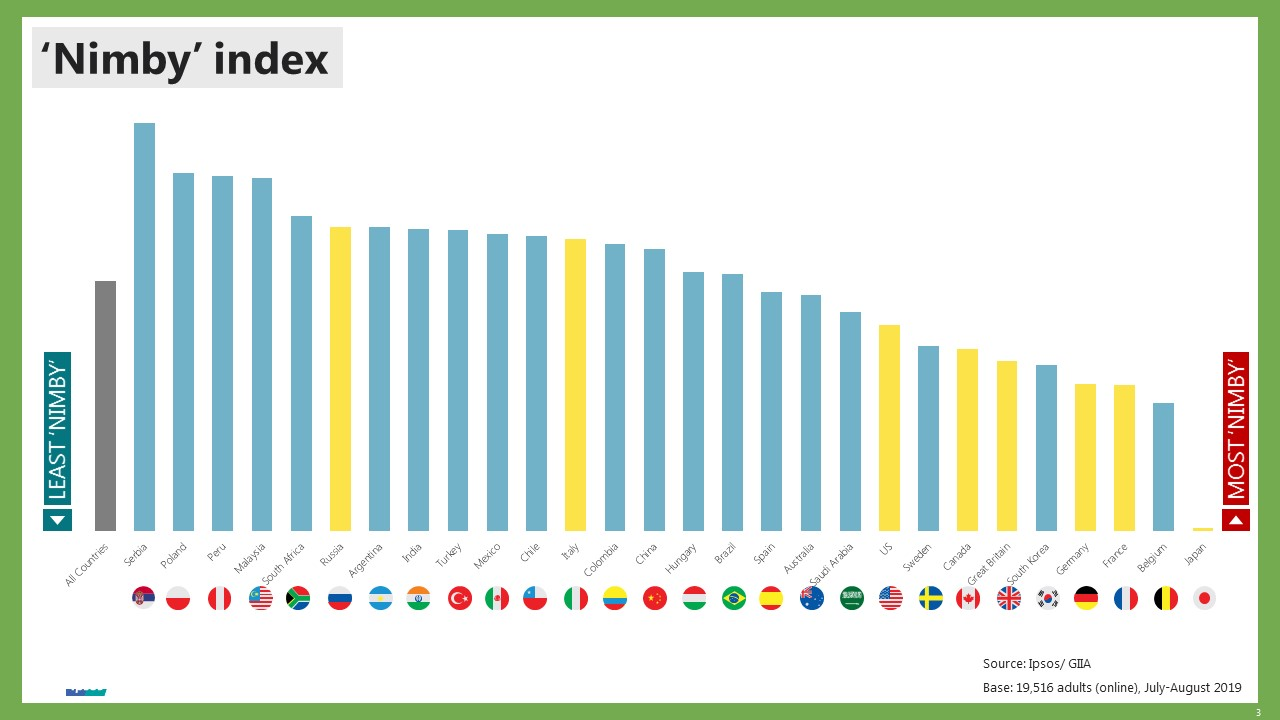 ‘Nimby’ index
LEAST ‘NIMBY’
MOST ‘NIMBY’
All Countries
Serbia
Poland
Peru
Malaysia
South Africa
Russia
Argentina
India
Turkey
Mexico
Chile
Italy
Colombia
China
Hungary
Brazil
Spain
Australia
Saudi Arabia
US
Sweden
Canada
Great Britain
South Korea
Germany
France
Belgium
Japan
Source: Ipsos/ GIIA
Base: 19,516 adults (online), July-August 2019
3